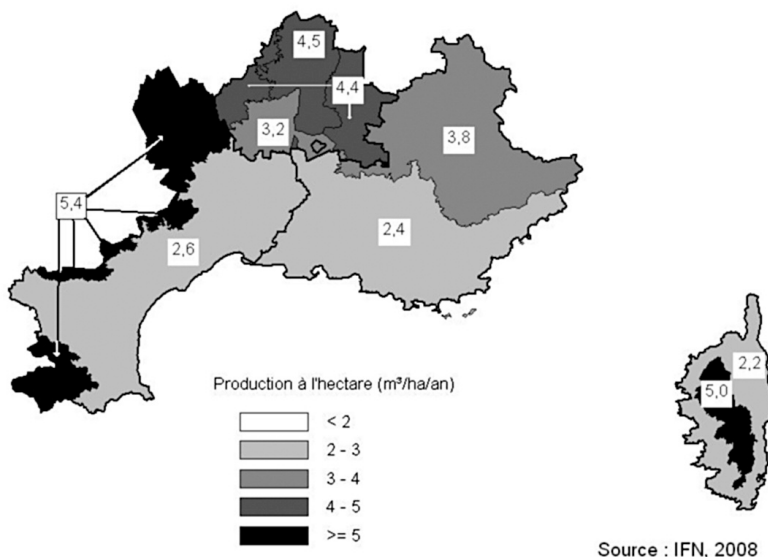 4,5
4,4
3,2
3,8
5,4
2,6
2,4
2,2
5,0
Production à l'hectare (m³/ha/an)
< 2
2 - 3
3 - 4
4 - 5
>= 5
Source : IFN, 2008